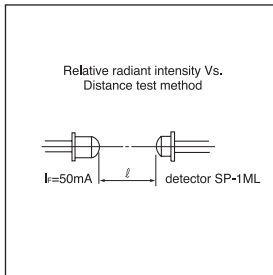 Relative radiant intensity Vs.
Distance test method
ℓ
IF=50mA
detector SP-1ML